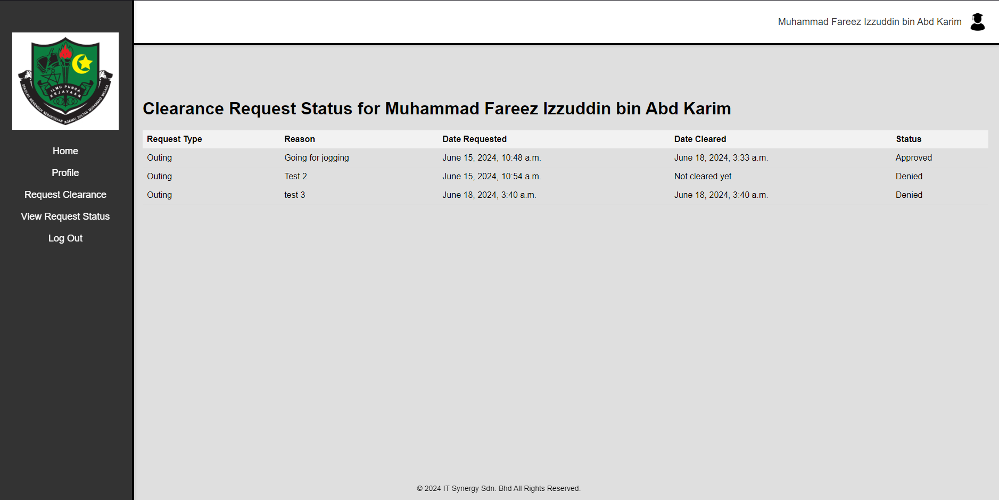 ILMU PUNCA
KEJAYAAN
SEKOLAH MENENGAH KEBANGSAAN (AGAMA) SULTAN MUHAMMAD MELAKA
Home
Profile
Request Clearance
View Request Status
Log Out
Muhammad Fareez Izzuddin bin Abd Karim
Clearance Request Status for Muhammad Fareez Izzuddin bin Abd Karim
Request Type Reason Date Requested Date Cleared Status
Outing Going for jogging June 15, 2024, 10:48 a.m. June 18, 2024, 3:33 a.m. Approved
Outing Test 2 June 15, 2024, 10:54 a.m. Not cleared yet Denied
Outing test 3 June 18, 2024, 3:40 a.m. June 18, 2024, 3:40 a.m. Denied
© 2024 IT Synergy Sdn. Bhd All Rights Reserved.